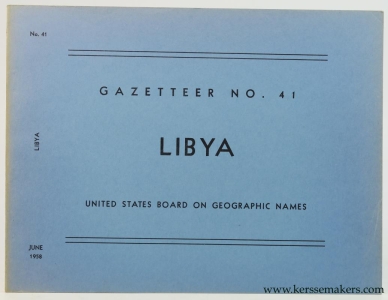 No. 41
GAZETTEER NO. 41
LIBYA
LIBYA
UNITED STATES BOARD ON GEOGRAPHIC NAMES
JUNE
1958
www.kerssemakers.com